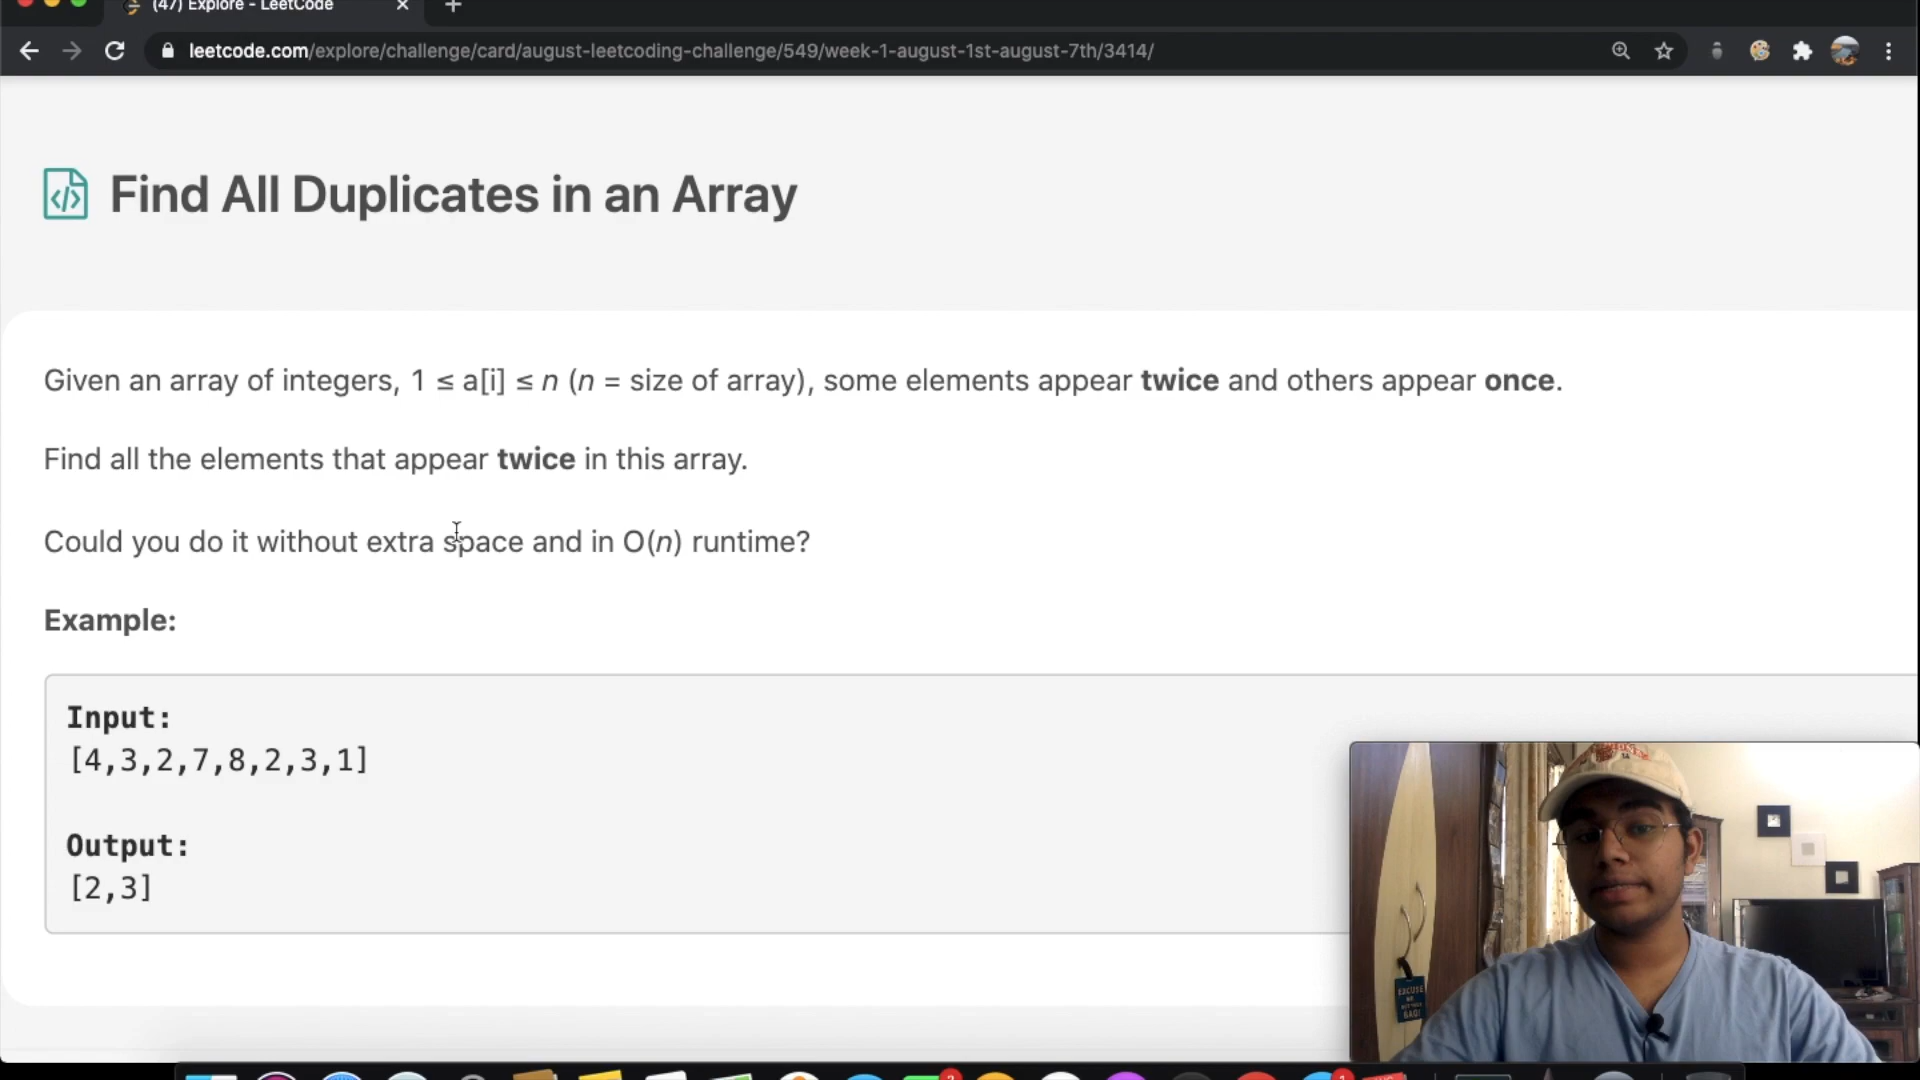 (47) Explore - LeetCode
leetcode.com/explore/challenge/card/august-leetcoding-challenge/549/week-1-august-1st-august-7th/3414/
Find All Duplicates in an Array
Given an array of integers, 1 ≤ a[i] ≤ n (n = size of array), some elements appear twice and others appear once.
Find all the elements that appear twice in this array.
Could you do it without extra space and in O(n) runtime?
Example:
Input:
[4,3,2,7,8,2,3,1]
Output:
[2,3]
EXCUSE